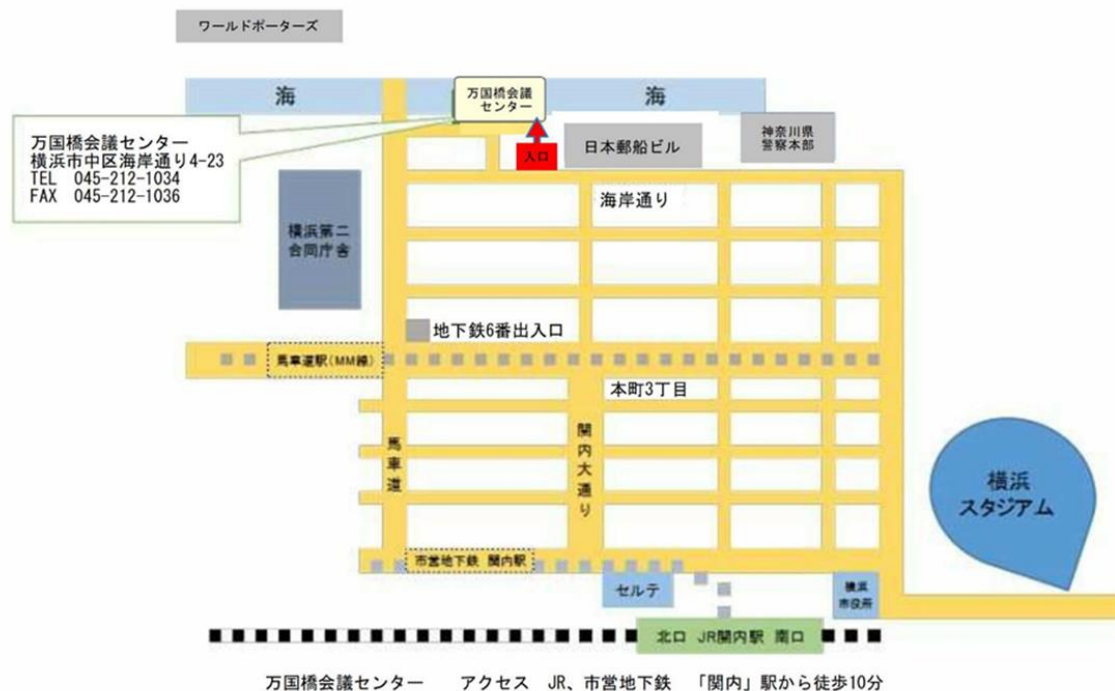 ワールドポーターズ
海
万国橋会議
センター
海
万国橋会議センター
横浜市中区海岸通り4-23
TEL 045-212-1034
FAX 045-212-1036
入口
日本郵船ビル
神奈川県
警察本部
海岸通り
横浜第二
合同庁舎
地下鉄6番出入口
馬車道駅(MM線)
本町3丁目
馬車道
関内大通り
横浜
スタジアム
市営地下鉄 関内駅
セルテ
横浜
市役所
北口 JR関内駅 南口
万国橋会議センター アクセス JR、市営地下鉄 「関内」駅から徒歩10分